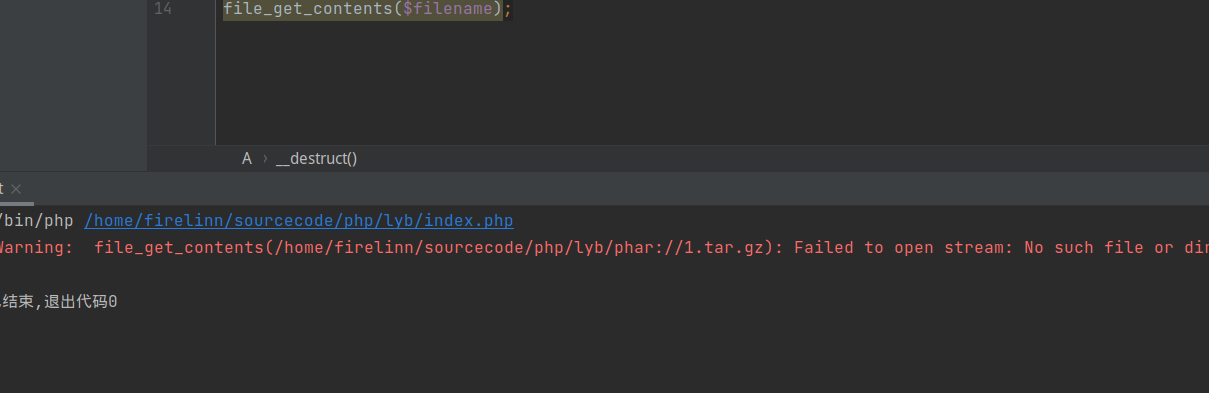 14 file_get_contents($filename);
A › __destruct()
t ×
/bin/php /home/firelinn/sourcecode/php/lyb/index.php
Warning:  file_get_contents(/home/firelinn/sourcecode/php/lyb/phar://1.tar.gz): Failed to open stream: No such file or dir
结束,退出代码0